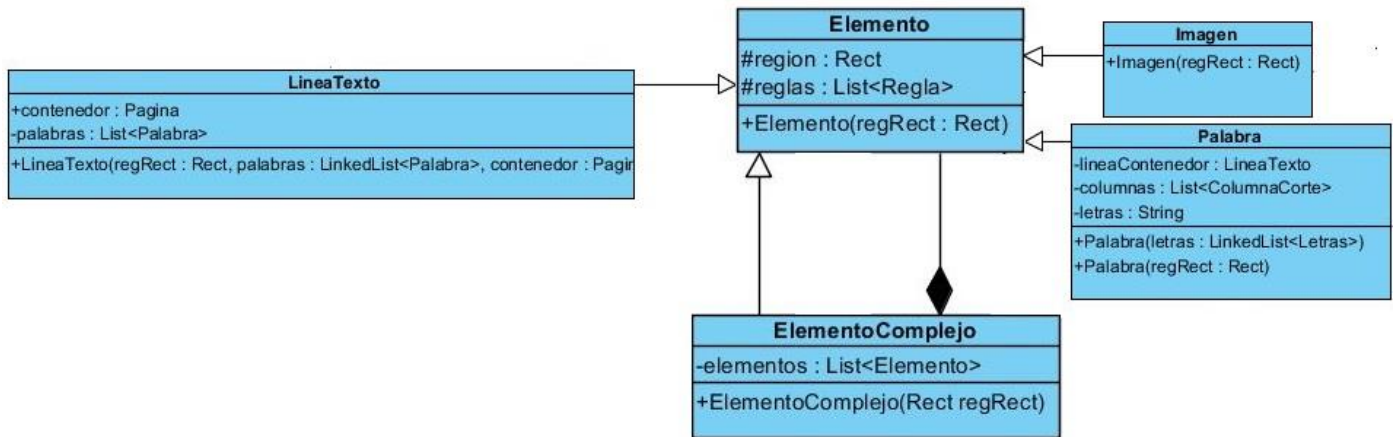 Elemento
#region : Rect
#reglas : List<Regla>
+Elemento(regRect : Rect)
Imagen
+Imagen(regRect : Rect)
LineaTexto
+contenedor : Pagina
-palabras : List<Palabra>
+LineaTexto(regRect : Rect, palabras : LinkedList<Palabra>, contenedor : Pagin
Palabra
-lineaContenedor : LineaTexto
-columnas : List<ColumnaCorte>
-letras : String
+Palabra(letras : LinkedList<Letras>)
+Palabra(regRect : Rect)
ElementoComplejo
-elementos : List<Elemento>
+ElementoComplejo(Rect regRect)